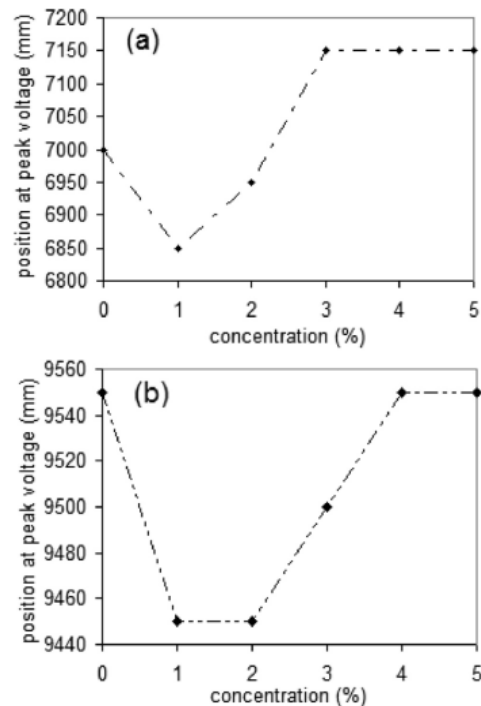 (a)
position at peak voltage (mm)
7200
7150
7100
7050
7000
6950
6900
6850
6800
0 1 2 3 4 5
concentration (%)
(b)
position at peak voltage (mm)
9560
9540
9520
9500
9480
9460
9440
0 1 2 3 4 5
concentration (%)